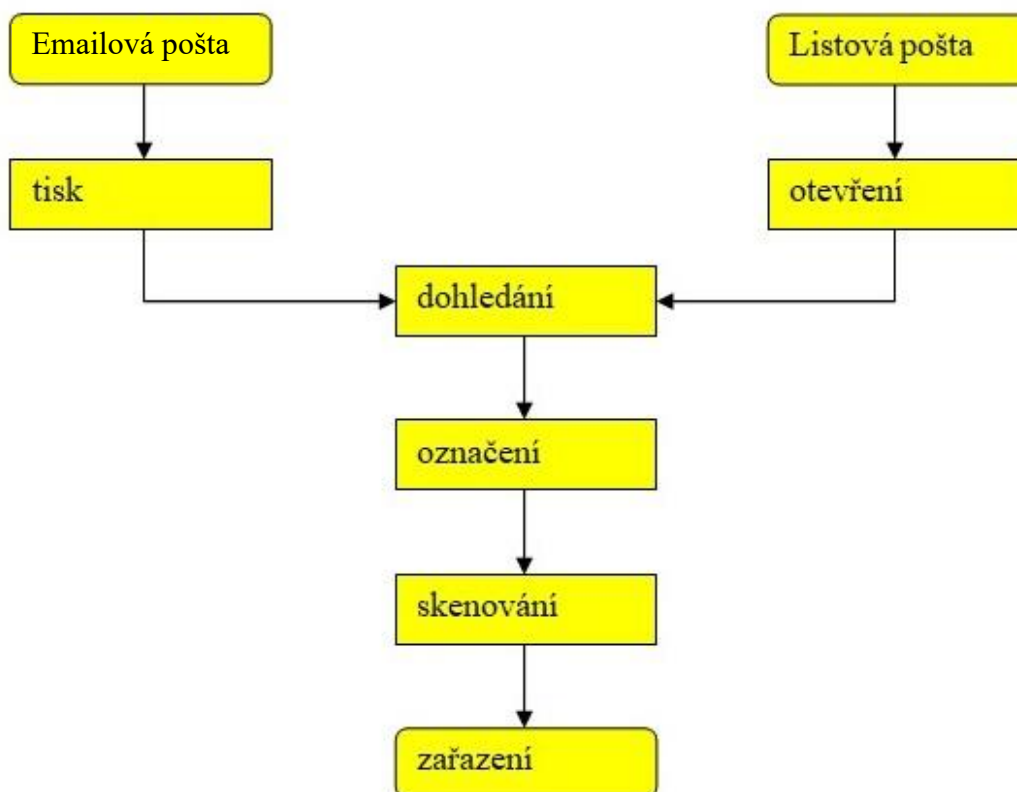 Emailová pošta
Listová pošta
tisk
otevření
dohledání
označení
skenování
zařazení